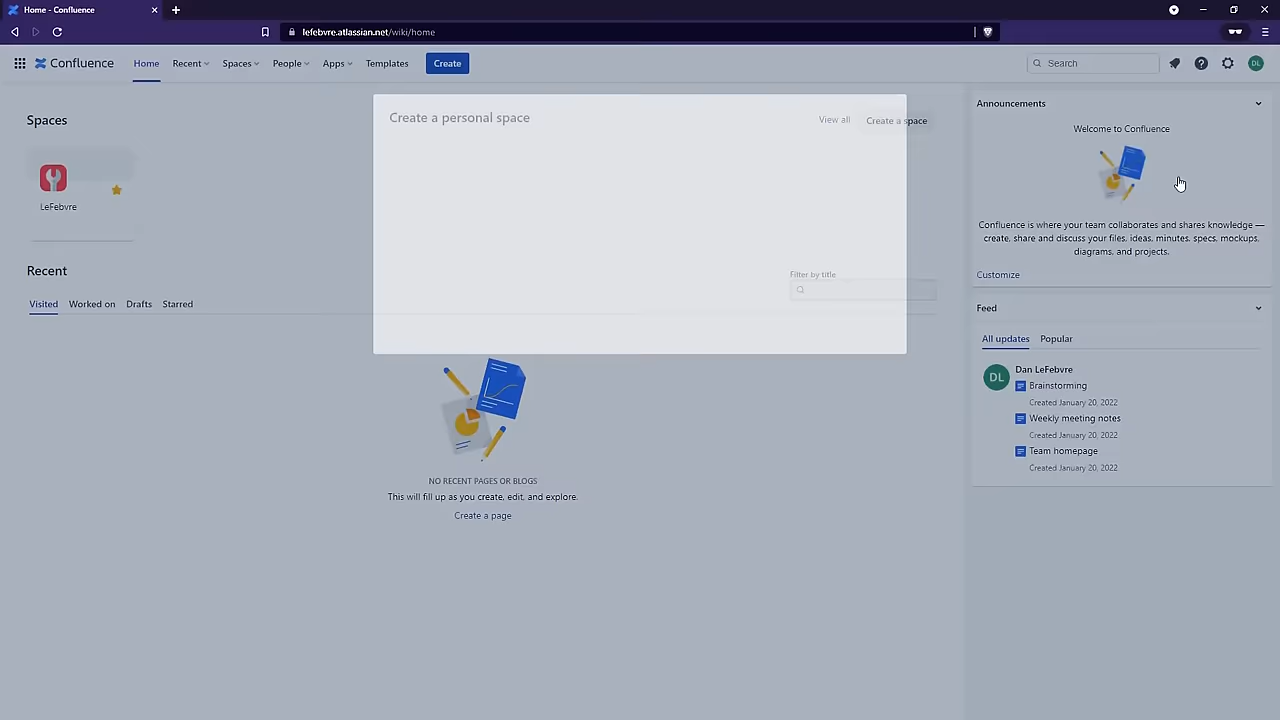 Home - Confluence
lefebvre.atlassian.net/wiki/home
Confluence
Home
Recent
Spaces
People
Apps
Templates
Create
Search
DL
Spaces
Create a personal space
View all
Create a space
LeFebvre
Recent
Visited
Worked on
Drafts
Starred
Filter by title
NO RECENT PAGES OR BLOGS
This will fill up as you create, edit, and explore.
Create a page
Announcements
Welcome to Confluence
Confluence is where your team collaborates and shares knowledge —
create, share and discuss your files, ideas, minutes, specs, mockups,
diagrams, and projects.
Customize
Feed
All updates
Popular
DL
Dan LeFebvre
Brainstorming
Created January 20, 2022
Weekly meeting notes
Created January 20, 2022
Team homepage
Created January 20, 2022